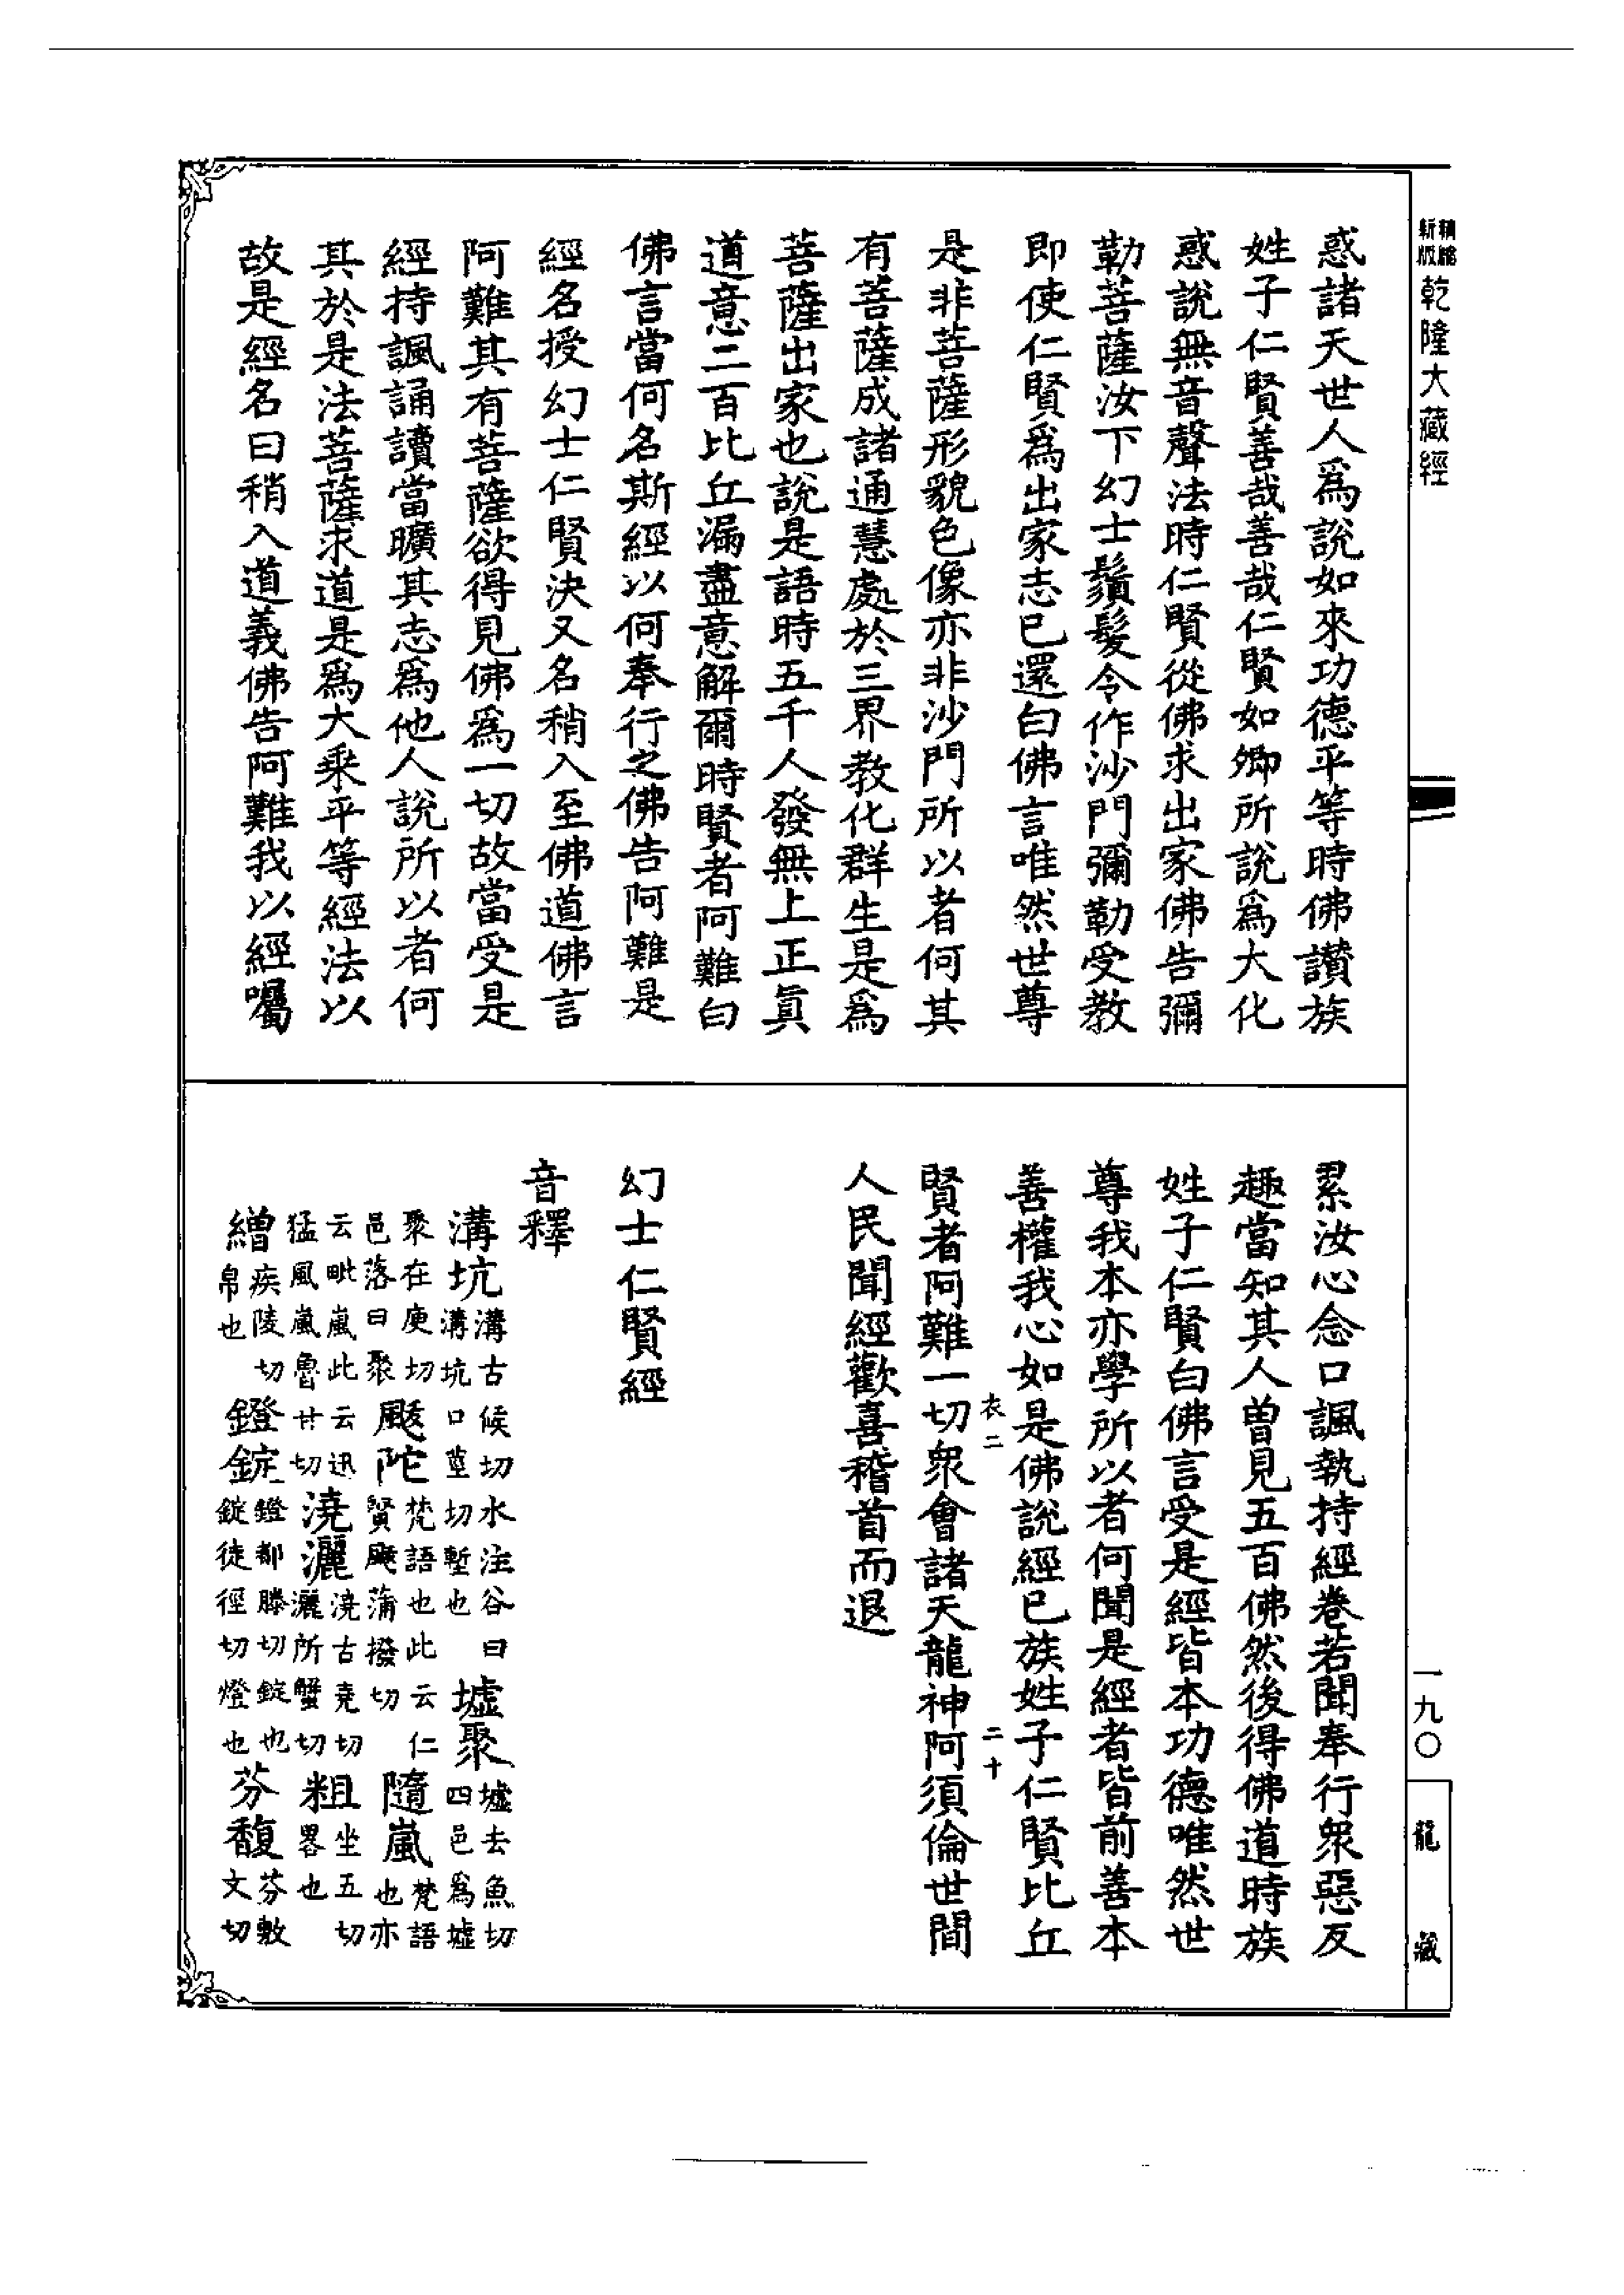 新版
精縮
乾隆大藏經
惑諸天世人爲說如來功德平等時佛讚族
姓子仁賢善哉善哉仁賢如卿所說爲大化
惑說無音聲法時仁賢從佛求出家佛告彌
勒菩薩汝下幻士鬚髮令作沙門彌勒受教
即使仁賢爲出家志已還白佛言唯然世尊
是非菩薩形貌色像亦非沙門所以者何其
有菩薩成諸通慧處於三界教化群生是爲
菩薩出家也說是語時五千人發無上正眞
道意二百比丘漏盡意解爾時賢者阿難白
佛言當何名斯經以何奉行之佛告阿難是
經名授幻士仁賢決又名稍入至佛道佛言
阿難其有菩薩欲得見佛爲一切故當受是
經持諷誦讀當曠其志爲他人說所以者何
其於是法菩薩求道是爲大乘平等經法以
故是經名曰稍入道義佛告阿難我以經囑
累汝心念口諷執持經卷若聞奉行衆惡反
趣當知其人曾見五百佛然後得佛道時族
姓子仁賢白佛言受是經皆本功德唯然世
尊我本亦學所以者何聞是經者皆前善本
善權我心如是佛說經已族姓子仁賢比丘
衣二 二十
賢者阿難一切衆會諸天龍神阿須倫世間
人民聞經歡喜稽首而退
幻士仁賢經
音釋
溝坑溝古候切水注谷曰溝坑口莖切塹也 墟聚墟去魚切四邑爲墟
聚在庾切邑落曰聚 颰陀梵語也此云仁賢颰蒲撥切 隨嵐梵語也亦
云毗嵐此云迅猛風嵐魯甘切 澆灑澆古堯切灑所蟹切 粗坐五切畧也
繒疾陵切帛也 鐙錠鐙都滕切錠也錠徒徑切燈也 芬馥芬敷文切
一九〇
龍藏